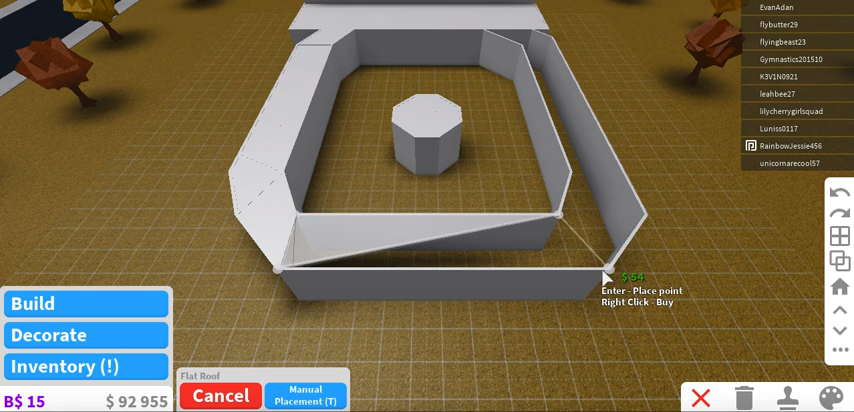 EvanAdan
flybutter29
flyingbeast23
Gymnastics201510
K3V1N0921
leahbee27
lilycherrygirlsquad
Luniss0117
RainbowJessie456
unicornarecool57
$ 54
Enter - Place point
Right Click - Buy
Build
Decorate
Inventory (!)
B$ 15 $ 92 955
Flat Roof
Cancel
Manual
Placement (T)